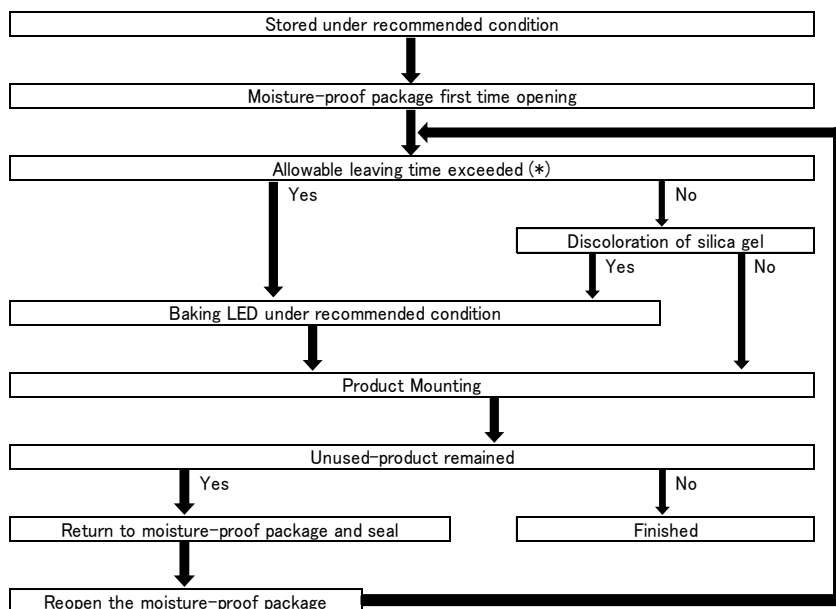 Stored under recommended condition
Moisture-proof package first time opening
Allowable leaving time exceeded (*)
Yes
No
Discoloration of silica gel
Yes
No
Baking LED under recommended condition
Product Mounting
Unused-product remained
Yes
No
Return to moisture-proof package and seal
Finished
Reopen the moisture-proof package